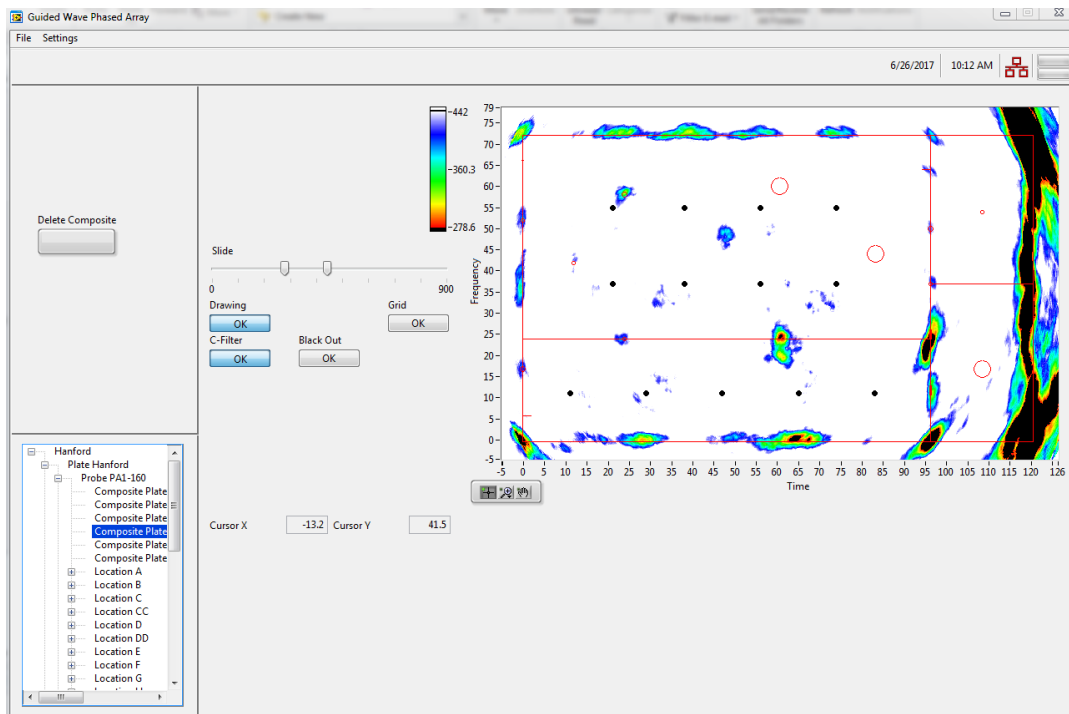 Guided Wave Phased Array
Create New
File Settings
6/26/2017 10:12 AM
Delete Composite
Slide
0 900
Drawing Grid
OK OK
C-Filter Black Out
OK OK
-442
-360.3
-278.6
Frequency
79
75
70
65
60
55
50
45
40
35
30
25
20
15
10
5
0
-5
-5 0 5 10 15 20 25 30 35 40 45 50 55 60 65 70 75 80 85 90 95 100 110 120 126
Time
Cursor X -13.2 Cursor Y 41.5
Hanford
Plate Hanford
Probe PA1-160
Composite Plate
Composite Plate
Composite Plate
Composite Plate
Composite Plate
Composite Plate
Location A
Location B
Location C
Location CC
Location D
Location DD
Location E
Location F
Location G